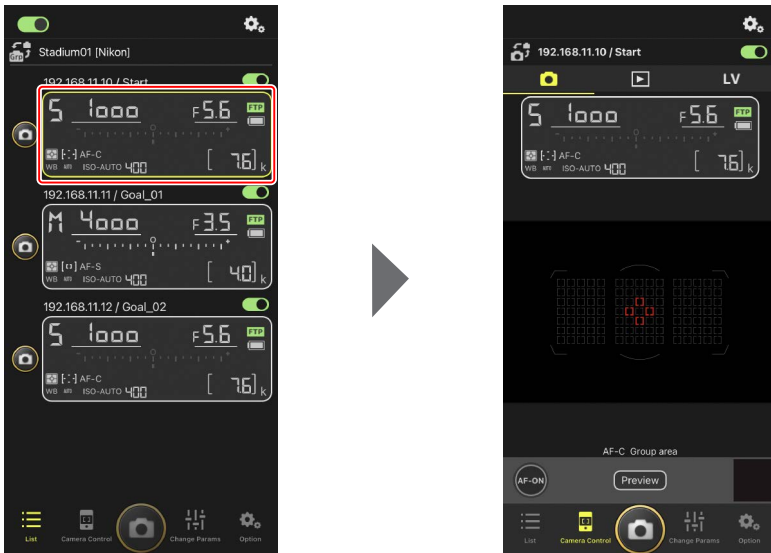 Stadium01 [Nikon]
192.168.11.10 / Start
S 1000 F5.6 FTP
AF-C
WB ISO-AUTO 400 [ 7.6] k
192.168.11.11 / Goal_01
M 4000 F3.5 FTP
AF-S
WB ISO-AUTO 400 [ 4.0] k
192.168.11.12 / Goal_02
S 1000 F5.6 FTP
AF-C
WB ISO-AUTO 400 [ 7.6] k
List Camera Control Change Params Option
192.168.11.10 / Start
LV
S 1000 F5.6 FTP
AF-C
WB ISO-AUTO 400 [ 7.6] k
AF-C Group area
AF-ON Preview
List Camera Control Change Params Option